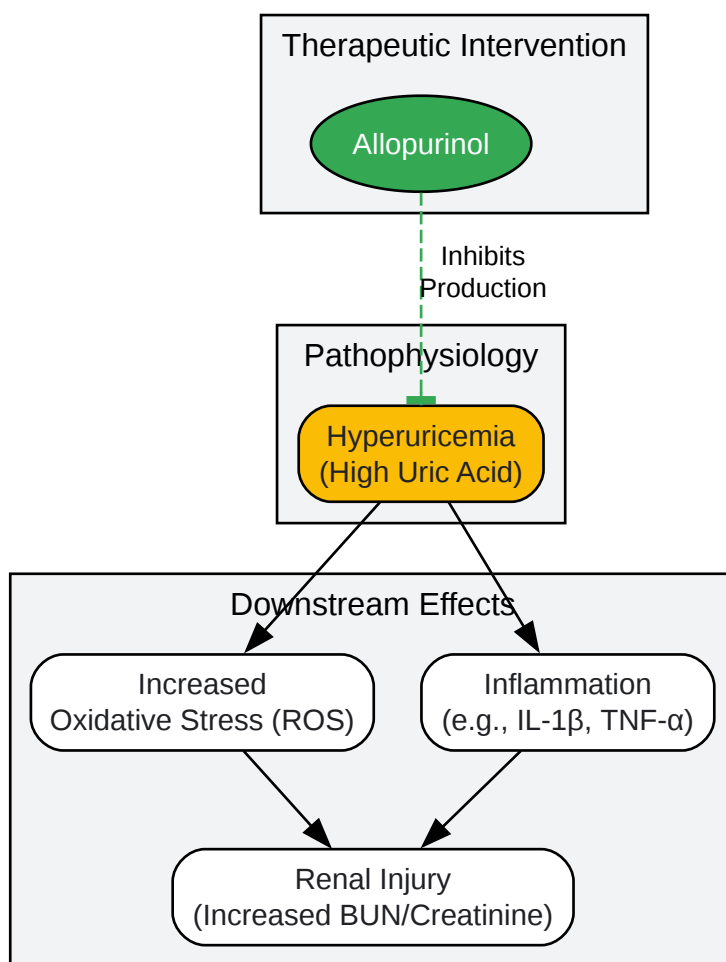 Therapeutic Intervention
Allopurinol
Inhibits
Production
Pathophysiology
Hyperuricemia
(High Uric Acid)
Downstream Effects
Increased
Oxidative Stress (ROS)
Inflammation
(e.g., IL-1β, TNF-α)
Renal Injury
(Increased BUN/Creatinine)